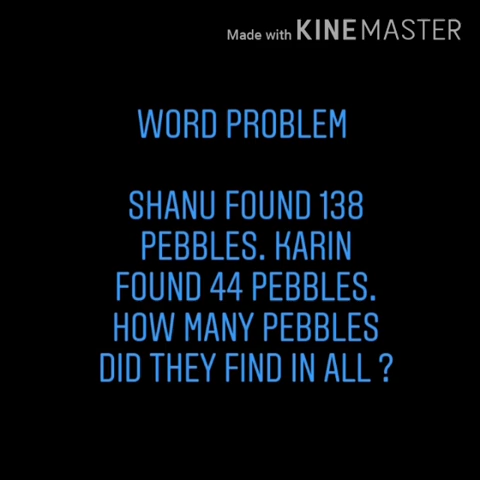 Made with KINEMASTER
WORD PROBLEM
SHANU FOUND 138
PEBBLES. KARIN
FOUND 44 PEBBLES.
HOW MANY PEBBLES
DID THEY FIND IN ALL ?